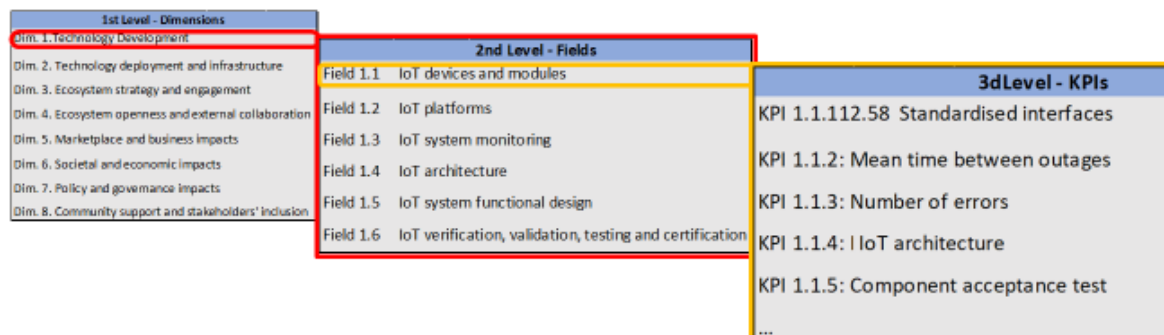 1st Level - Dimensions
Dim. 1.Technology Development
Dim. 2. Technology deployment and infrastructure
Dim. 3. Ecosystem strategy and engagement
Dim. 4. Ecosystem openness and external collaboration
Dim. 5. Marketplace and business impacts
Dim. 6. Societal and economic impacts
Dim. 7. Policy and governance impacts
Dim. 8. Community support and stakeholders' inclusion
2nd Level - Fields
Field 1.1 IoT devices and modules
Field 1.2 IoT platforms
Field 1.3 IoT system monitoring
Field 1.4 IoT architecture
Field 1.5 IoT system functional design
Field 1.6 IoT verification, validation, testing and certification
3dLevel - KPIs
KPI 1.1.112.58 Standardised interfaces
KPI 1.1.2: Mean time between outages
KPI 1.1.3: Number of errors
KPI 1.1.4: I IoT architecture
KPI 1.1.5: Component acceptance test
...